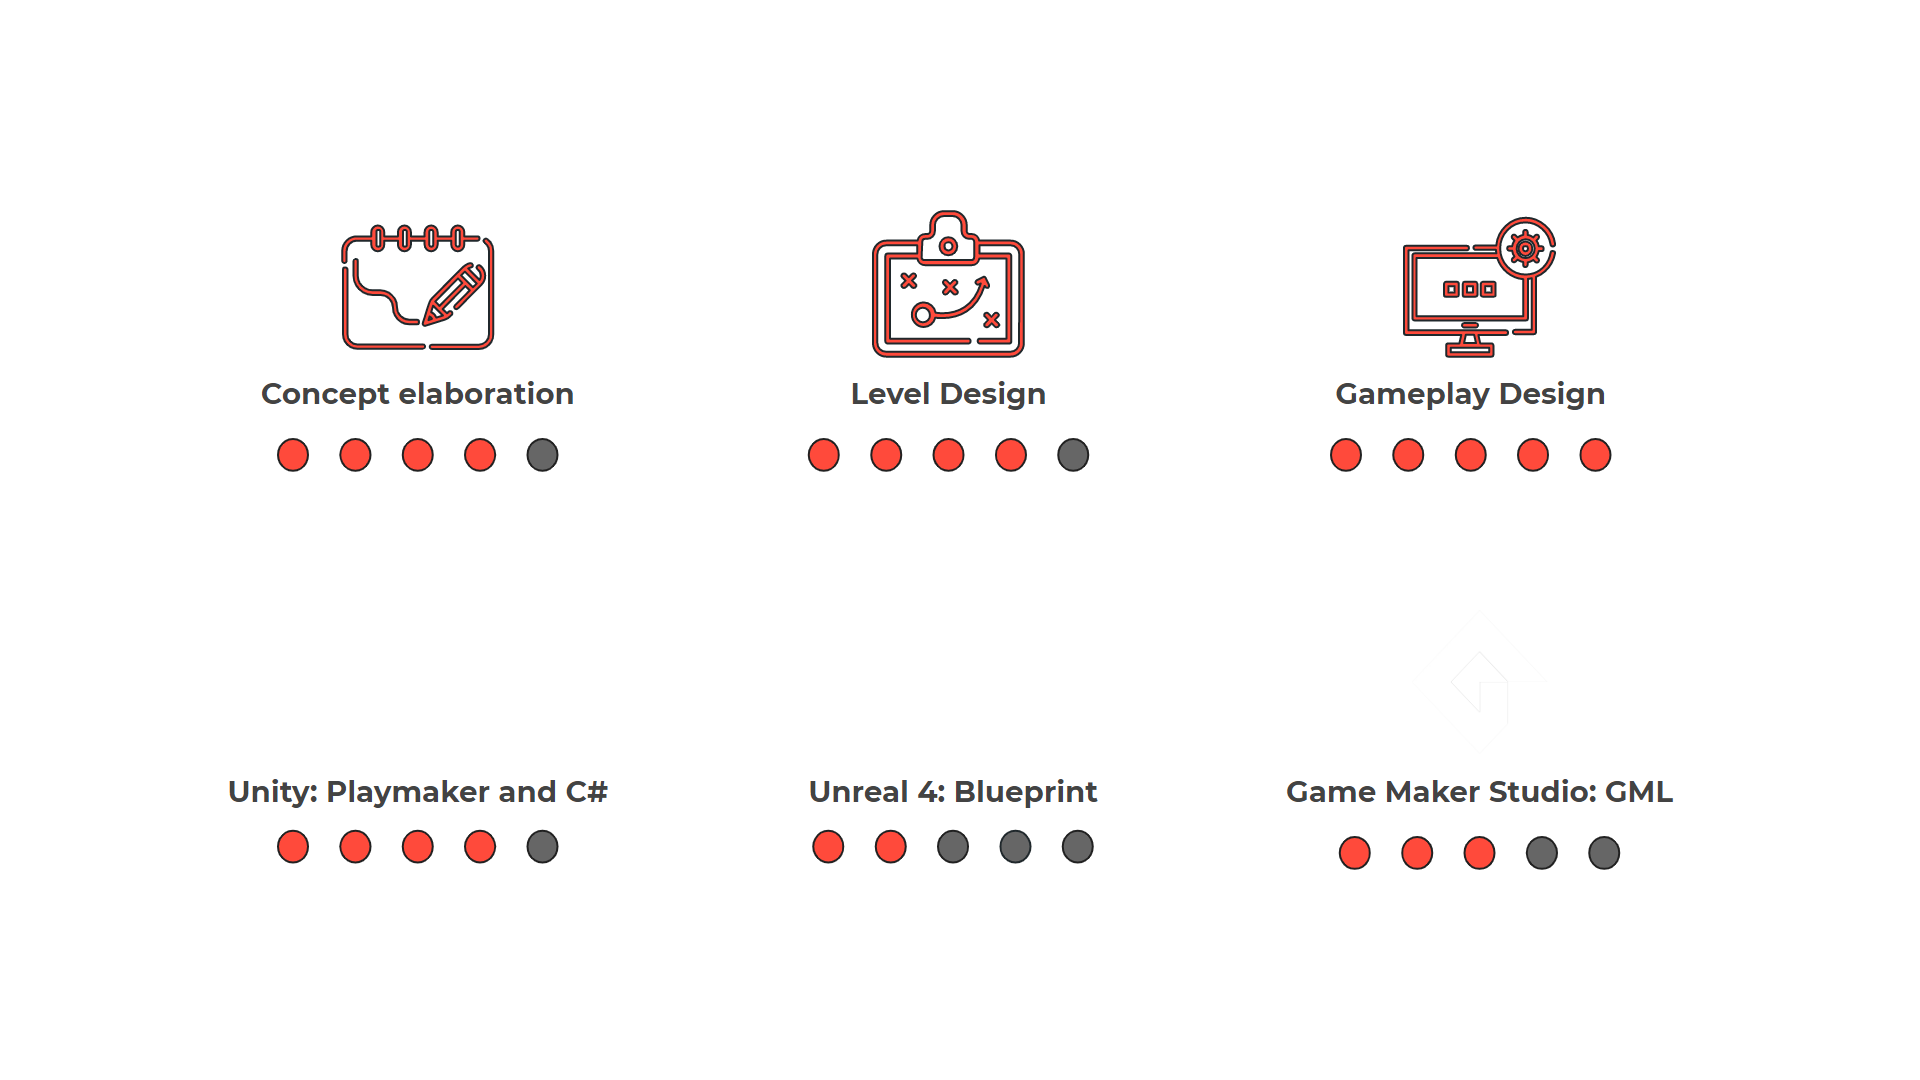 Concept elaboration
Level Design
Gameplay Design
Unity: Playmaker and C#
Unreal 4: Blueprint
Game Maker Studio: GML